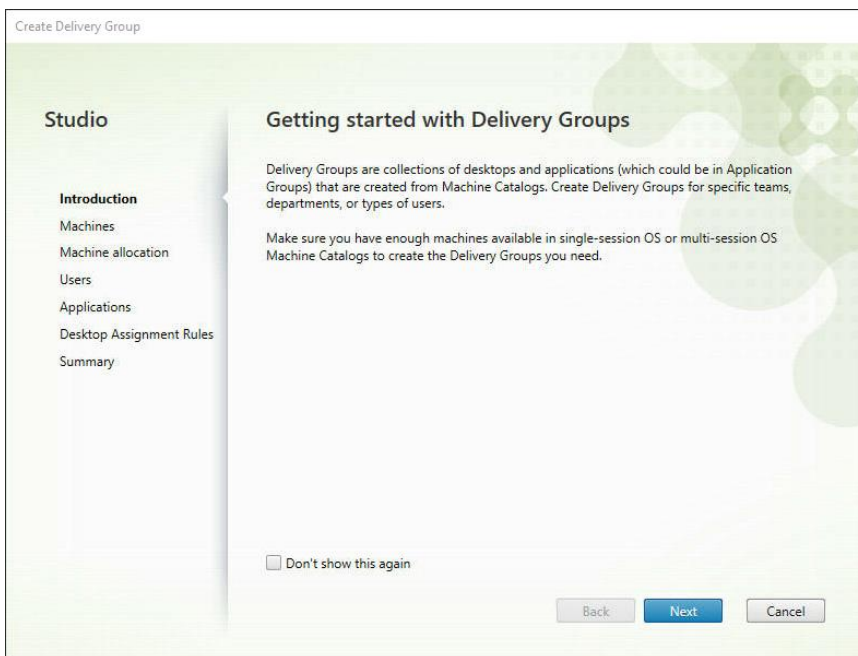 Create Delivery Group
Studio
Introduction
Machines
Machine allocation
Users
Applications
Desktop Assignment Rules
Summary
Getting started with Delivery Groups
Delivery Groups are collections of desktops and applications (which could be in Application
Groups) that are created from Machine Catalogs. Create Delivery Groups for specific teams,
departments, or types of users.
Make sure you have enough machines available in single-session OS or multi-session OS
Machine Catalogs to create the Delivery Groups you need.
Don't show this again
Back
Next
Cancel